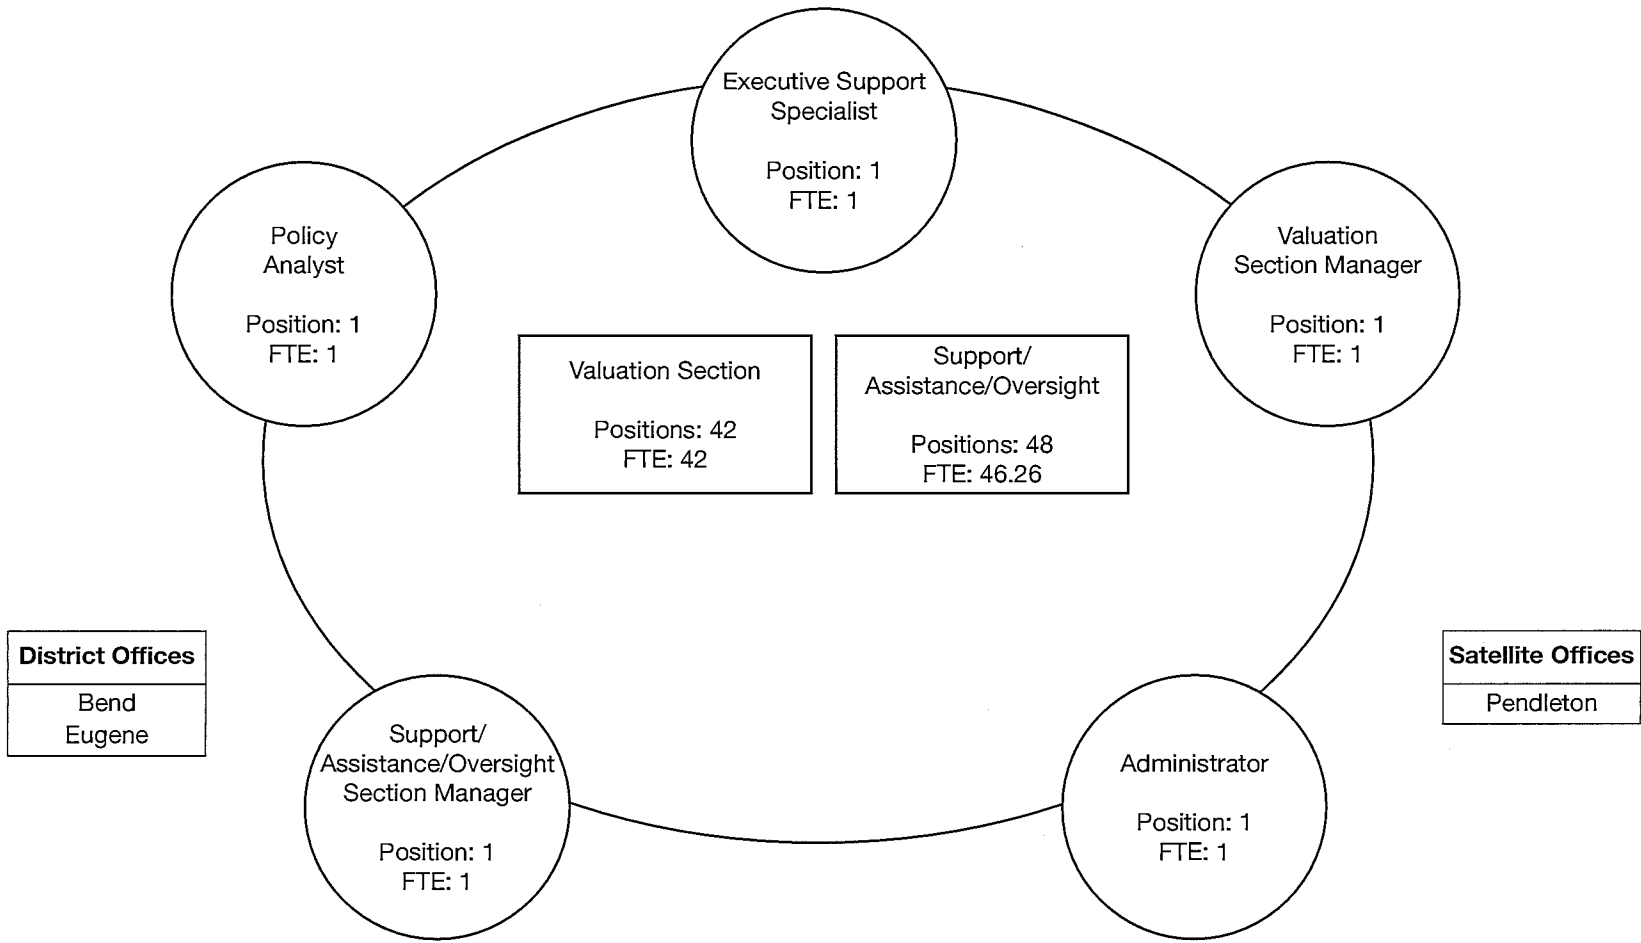 Executive Support
Specialist
Position: 1
FTE: 1
Policy
Analyst
Position: 1
FTE: 1
Valuation
Section Manager
Position: 1
FTE: 1
Valuation Section
Positions: 42
FTE: 42
Support/
Assistance/Oversight
Positions: 48
FTE: 46.26
District Offices
Bend
Eugene
Satellite Offices
Pendleton
Support/
Assistance/Oversight
Section Manager
Position: 1
FTE: 1
Administrator
Position: 1
FTE: 1